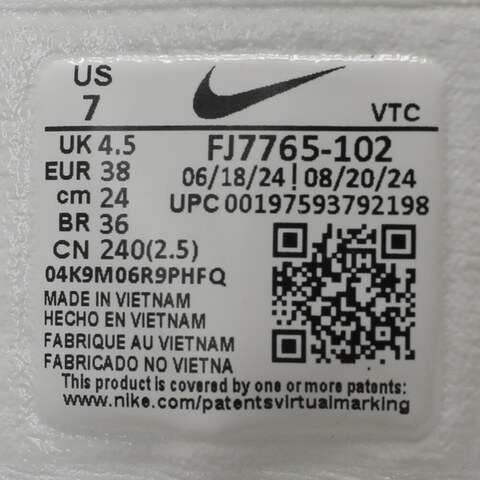 US
7
VTC
UK 4.5
FJ7765-102
EUR 38
06/18/24 | 08/20/24
cm 24
UPC 00197593792198
BR 36
CN 240(2.5)
04K9M06R9PHFQ
MADE IN VIETNAM
HECHO EN VIETNAM
FABRIQUE AU VIETNAM
FABRICADO NO VIETNA
This product is covered by one or more patents:
www.nike.com/patentsvirtualmarking